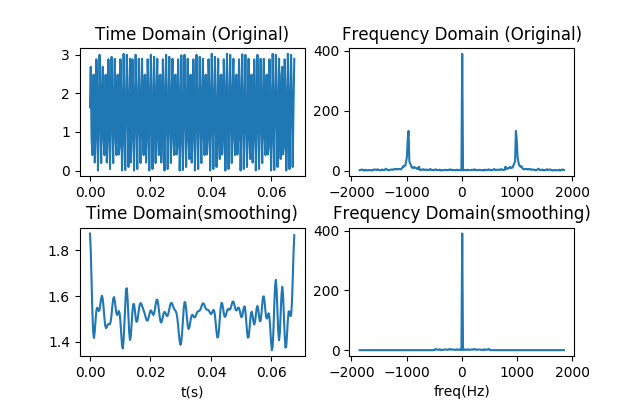 Time Domain (Original)
Frequency Domain (Original)
3
2
1
0
0.00 0.02 0.04 0.06
400
200
0
−2000 −1000 0 1000 2000
Time Domain(smoothing)
Frequency Domain(smoothing)
1.8
1.6
1.4
0.00 0.02 0.04 0.06
t(s)
400
200
0
−2000 −1000 0 1000 2000
freq(Hz)